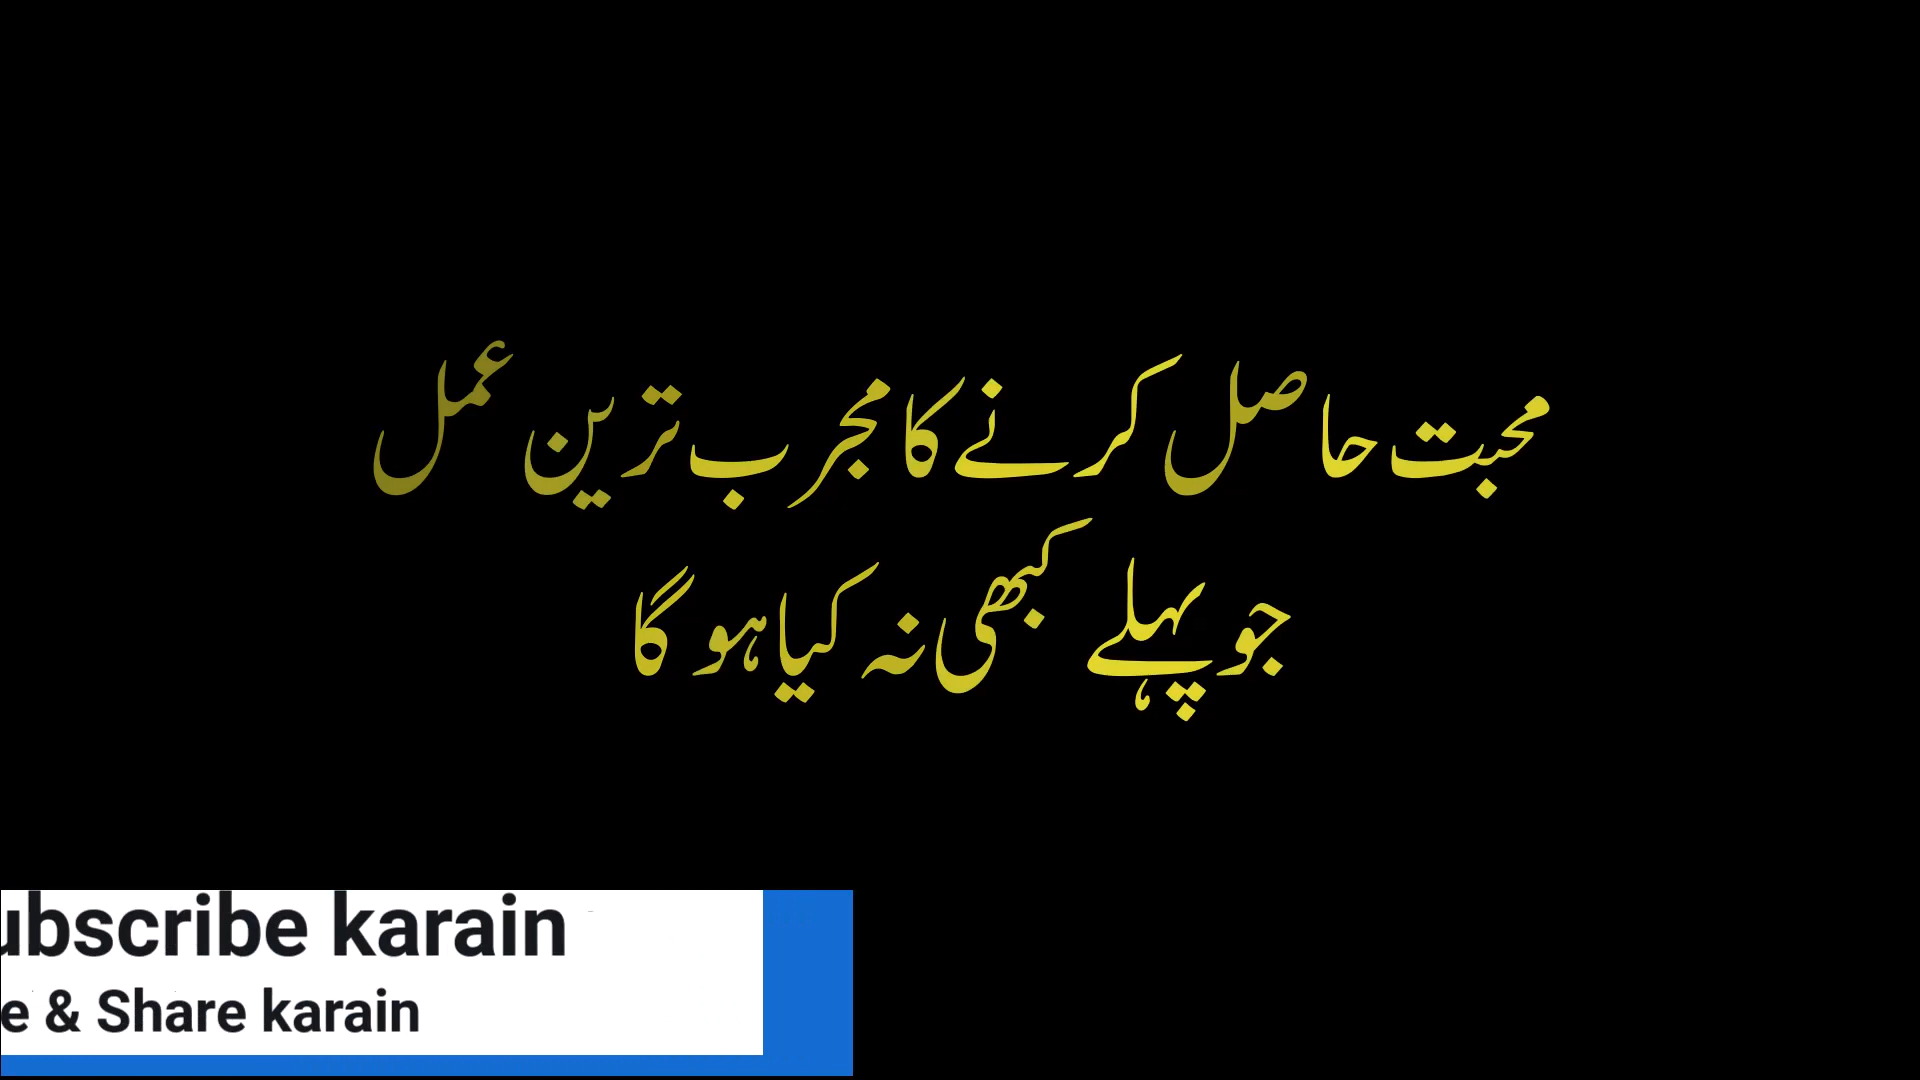 محبت حاصل کرنے کا مجرب ترین عمل
جو پہلے کبھی نہ کیا ہو گا
ubscribe karain
e & Share karain